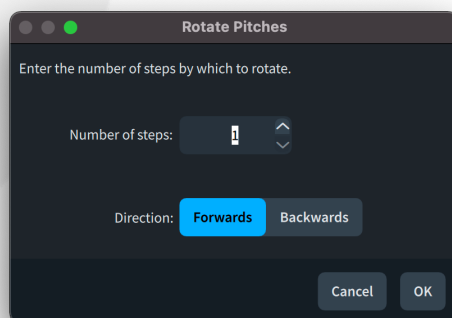 Rotate Pitches
Enter the number of steps by which to rotate.
Number of steps: 1
Direction: Forwards Backwards
Cancel OK